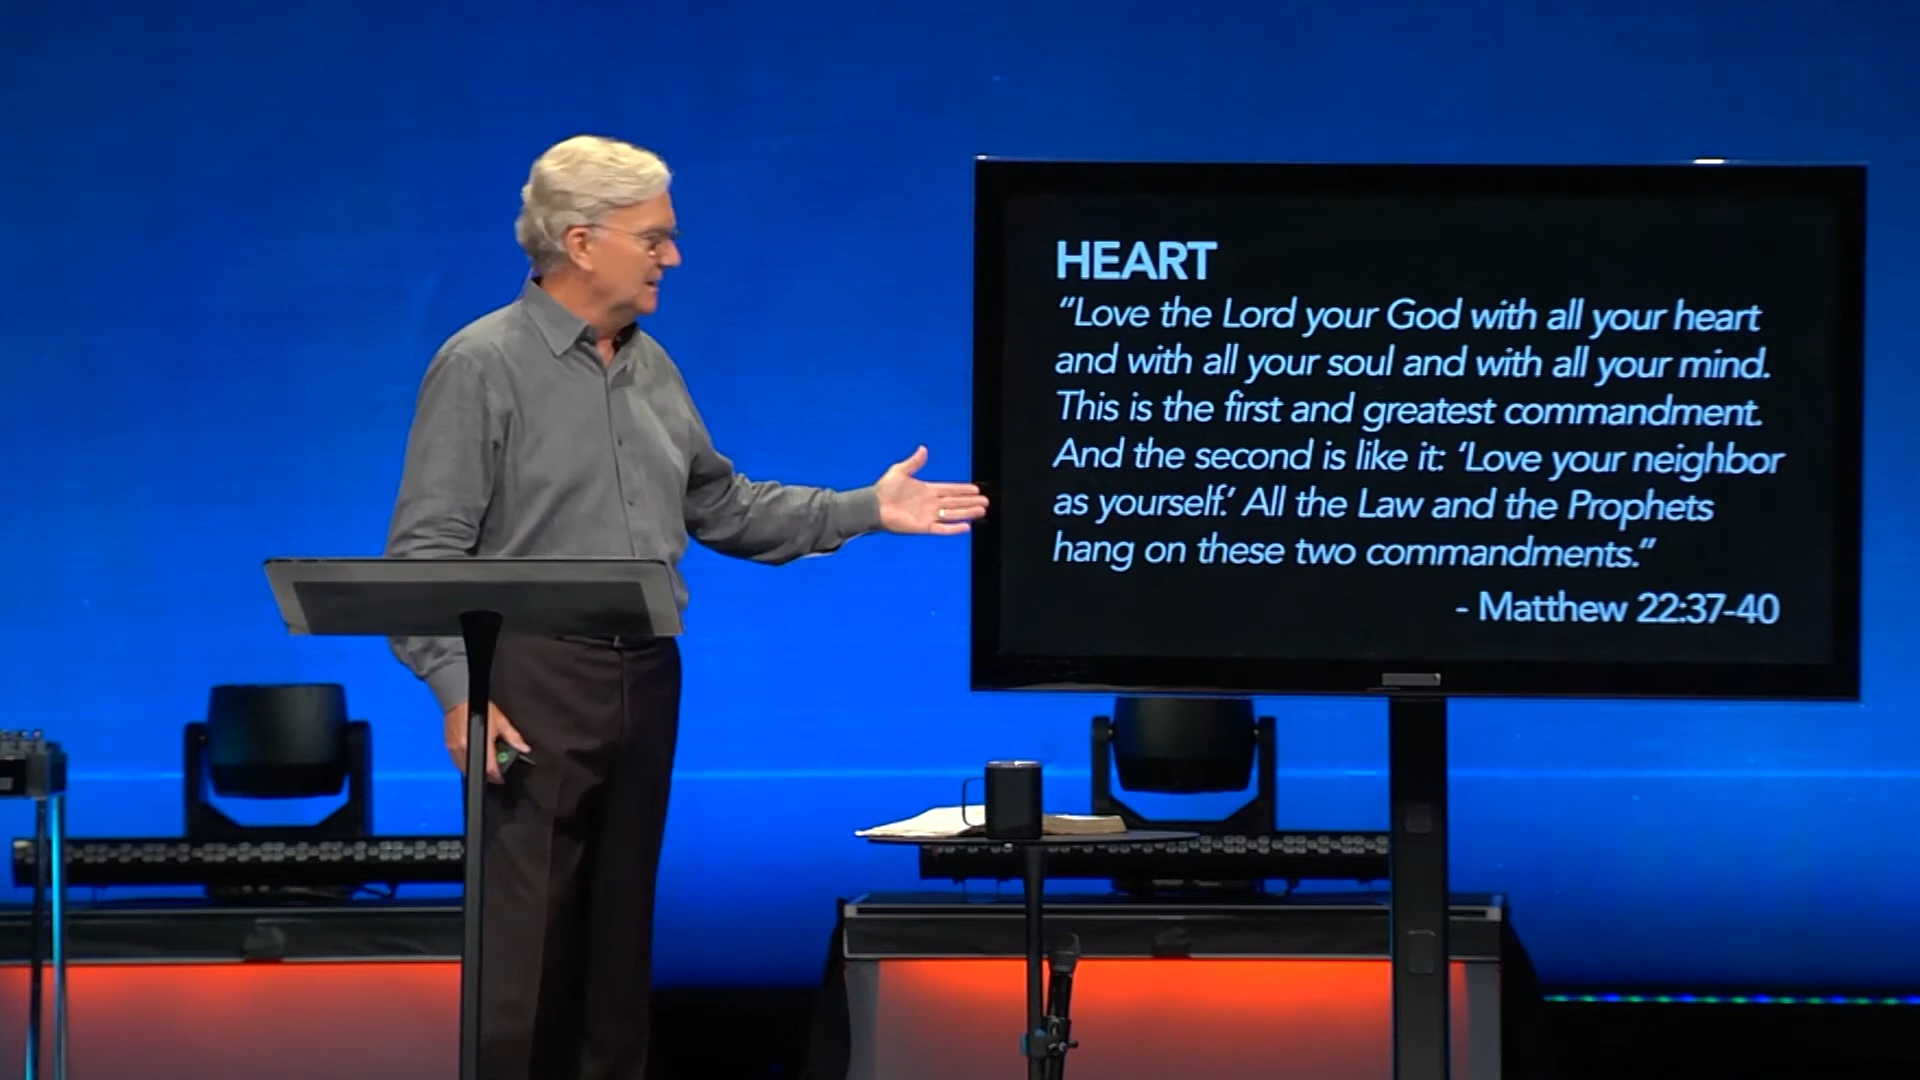 HEART
“Love the Lord your God with all your heart
and with all your soul and with all your mind.
This is the first and greatest commandment.
And the second is like it: ‘Love your neighbor
as yourself.’ All the Law and the Prophets
hang on these two commandments.”
- Matthew 22:37-40